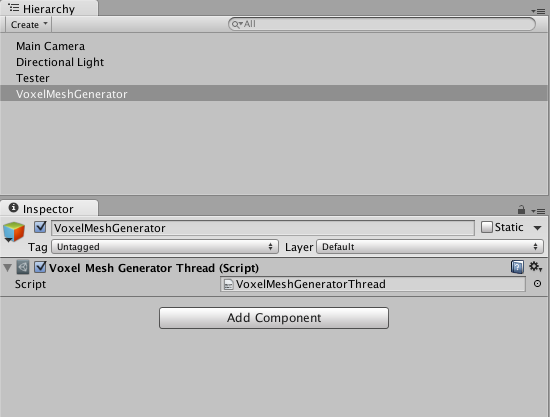 Hierarchy
Create
All
Main Camera
Directional Light
Tester
VoxelMeshGenerator
Inspector
VoxelMeshGenerator
Static
Tag Untagged Layer Default
Voxel Mesh Generator Thread (Script)
Script VoxelMeshGeneratorThread
Add Component